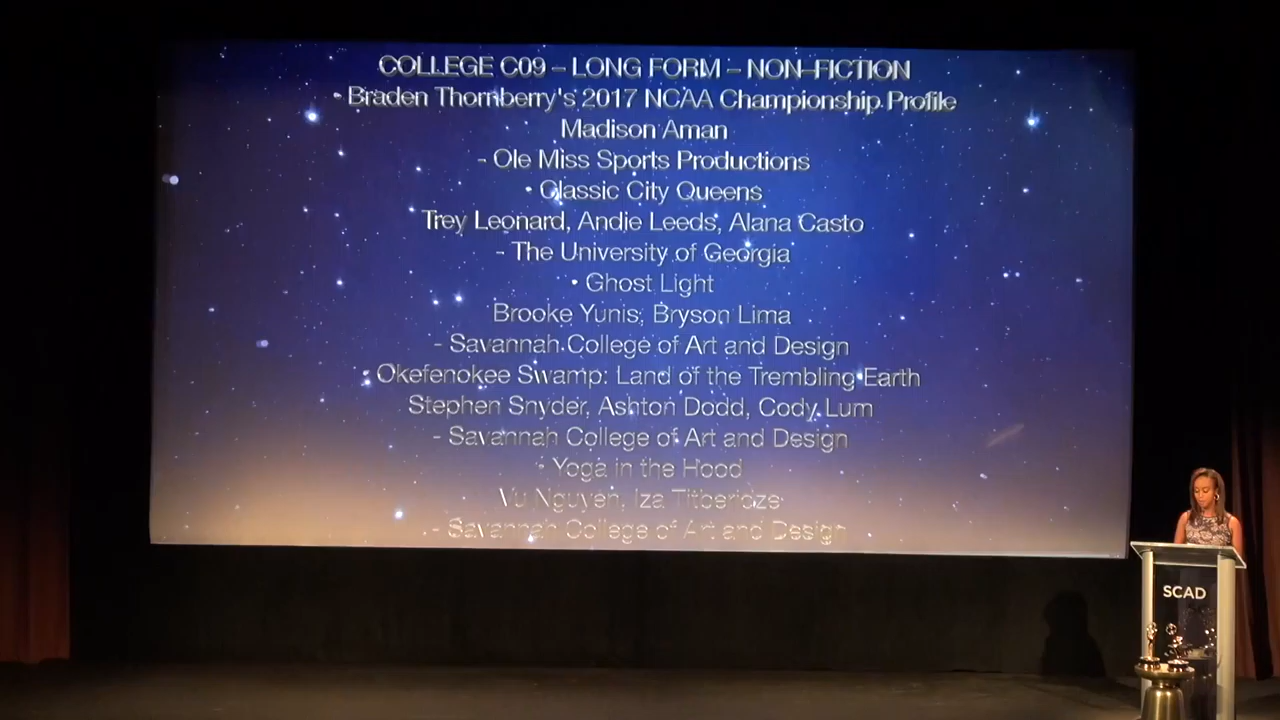 COLLEGE C09 – LONG FORM – NON-FICTION
• Braden Thornberry's 2017 NCAA Championship Profile
Madison Aman
- Ole Miss Sports Productions
• Classic City Queens
Trey Leonard, Andie Leeds, Alana Casto
- The University of Georgia
• Ghost Light
Brooke Yunis, Bryson Lima
- Savannah College of Art and Design
• Okefenokee Swamp: Land of the Trembling Earth
Stephen Snyder, Ashton Dodd, Cody Lum
- Savannah College of Art and Design
• Yoga in the Hood
Vu Nguyen, Iza Titberidze
- Savannah College of Art and Design
SCAD